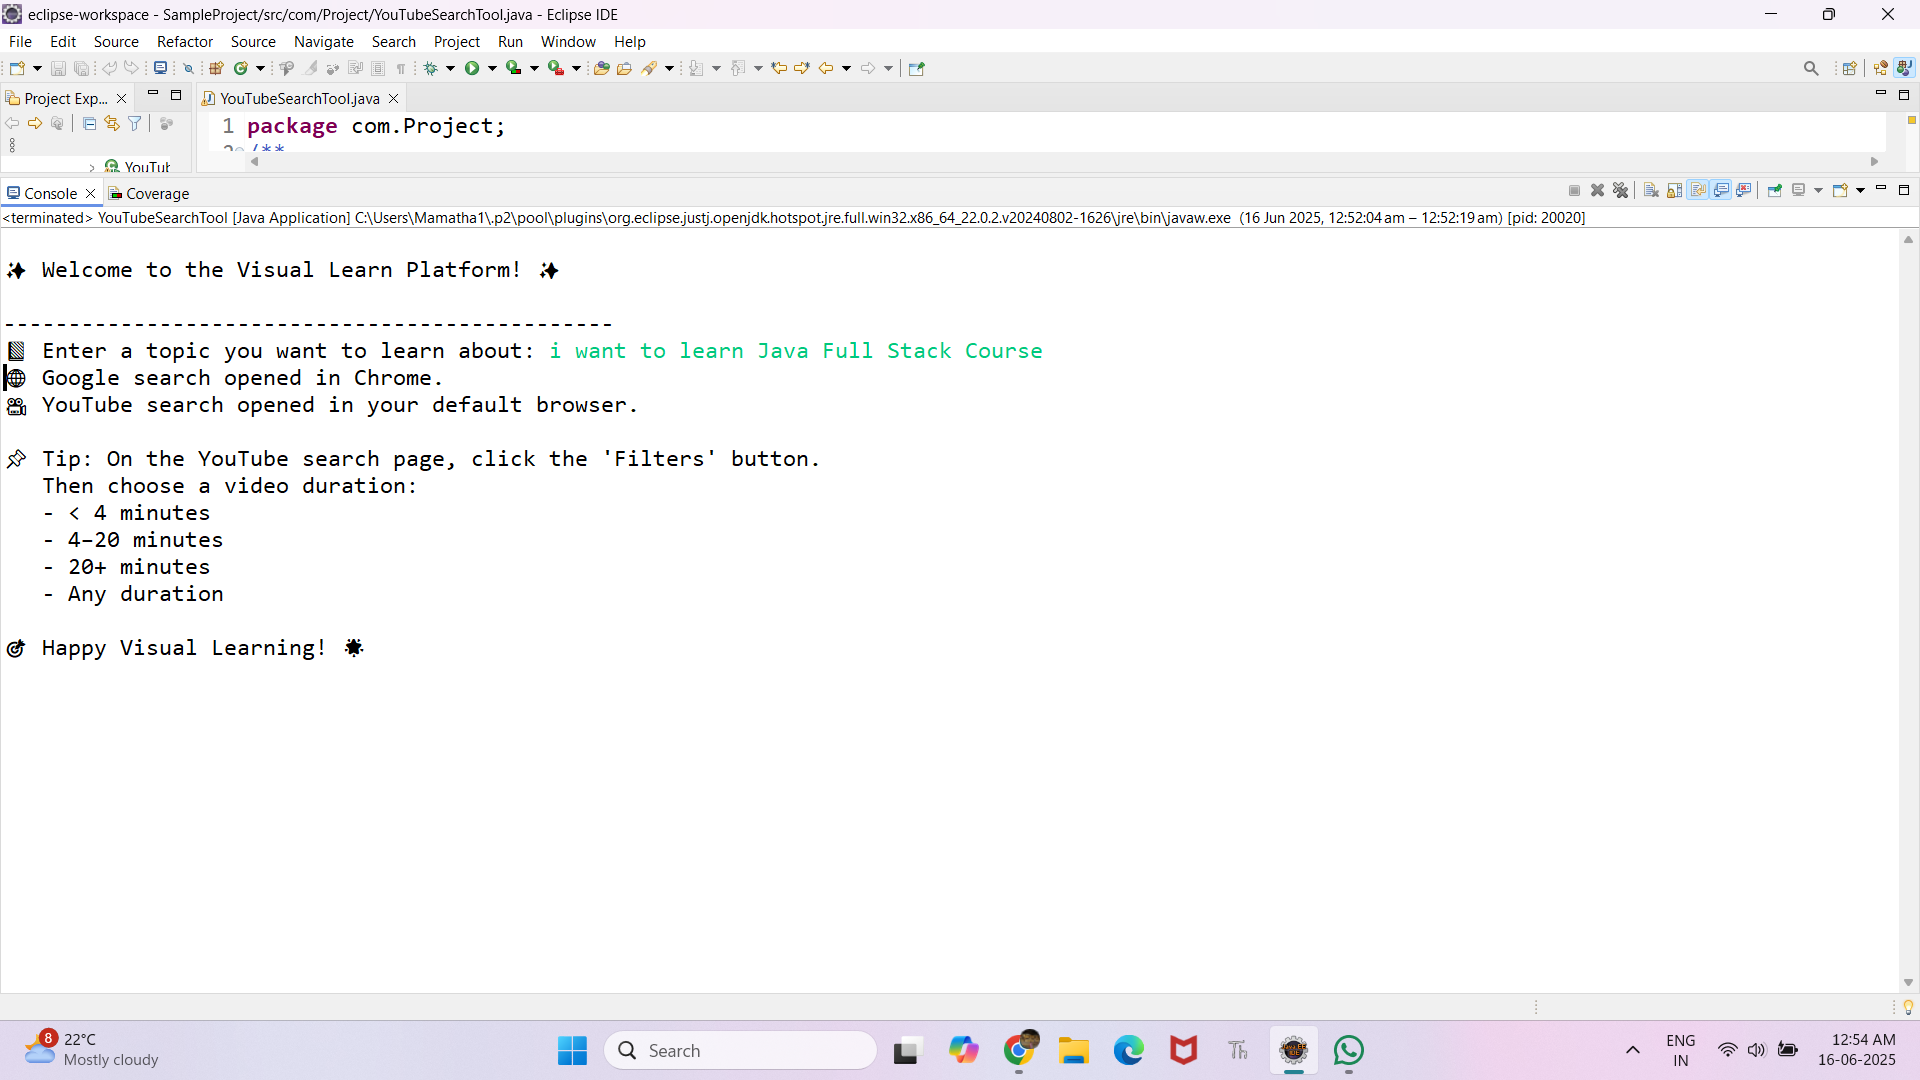 eclipse-workspace - SampleProject/src/com/Project/YouTubeSearchTool.java - Eclipse IDE
File Edit Source Refactor Source Navigate Search Project Run Window Help
Project Exp...
YouTubeSearchTool.java
1 package com.Project;
2 /**
YouTub
Console
Coverage
<terminated> YouTubeSearchTool [Java Application] C:\Users\Mamatha1\.p2\pool\plugins\org.eclipse.justj.openjdk.hotspot.jre.full.win32.x86_64_22.0.2.v20240802-1626\jre\bin\javaw.exe (16 Jun 2025, 12:52:04 am – 12:52:19 am) [pid: 20020]
✨ Welcome to the Visual Learn Platform! ✨
-----------------------------------------------
Enter a topic you want to learn about: i want to learn Java Full Stack Course
🌐 Google search opened in Chrome.
🎥 YouTube search opened in your default browser.
📌 Tip: On the YouTube search page, click the 'Filters' button.
Then choose a video duration:
- < 4 minutes
- 4–20 minutes
- 20+ minutes
- Any duration
🎯 Happy Visual Learning! 🌟
8
22°C
Mostly cloudy
Search
Th
ENG
IN
12:54 AM
16-06-2025